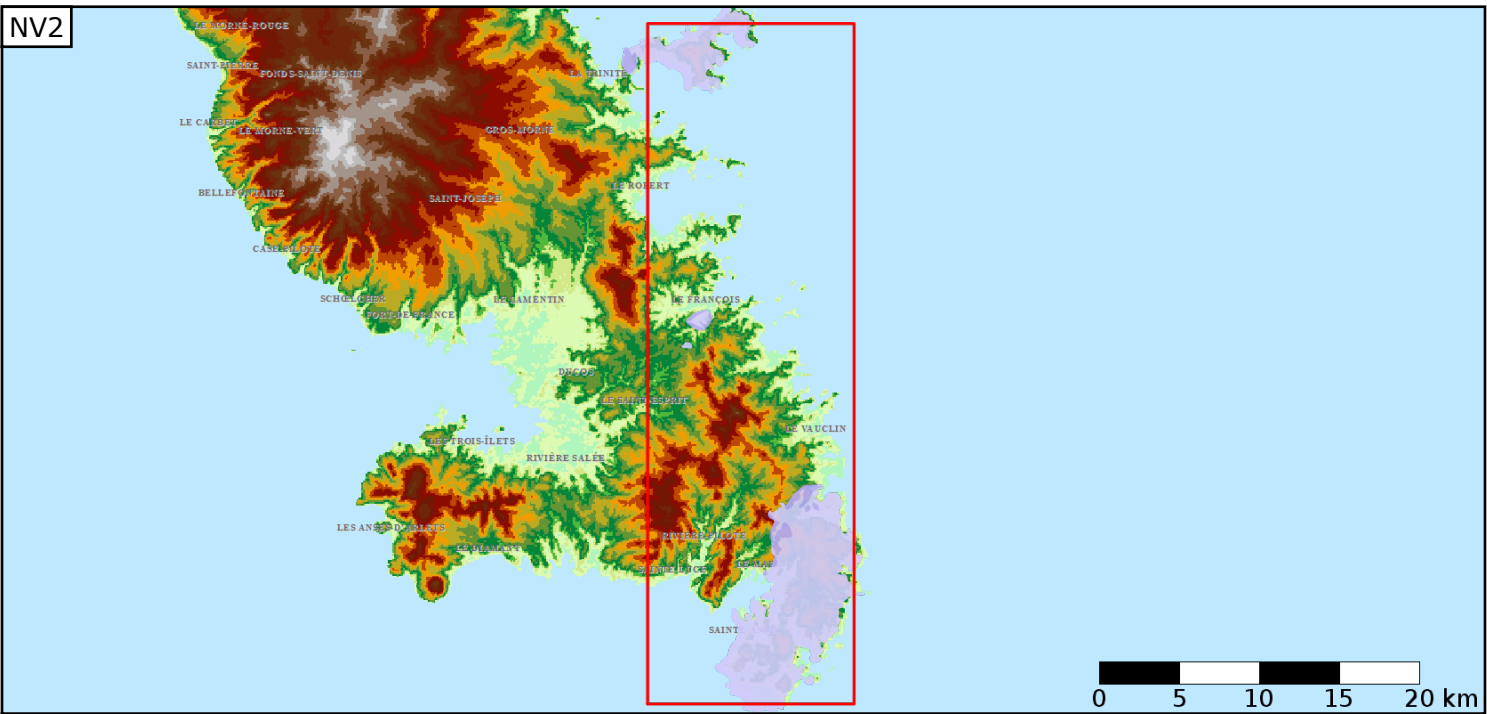 NV2
LE MORNE-ROUGE
SAINT-PIERRE
FONDS-SAINT-DENIS
LA TRINITÉ
LE CARBET
LE MORNE-VERT
GROS-MORNE
BELLEFONTAINE
SAINT-JOSEPH
LE ROBERT
CASE-PILOTE
SCHŒLCHER
FORT-DE-FRANCE
LE LAMENTIN
LE FRANÇOIS
DUCOS
LE SAINT-ESPRIT
LES TROIS-ÎLETS
LE VAUCLIN
RIVIÈRE SALÉE
LES ANSES-D'ARLETS
LE DIAMANT
RIVIÈRE-PILOTE
SAINTE-LUCE
LE MA
SAINT
0 5 10 15 20 km